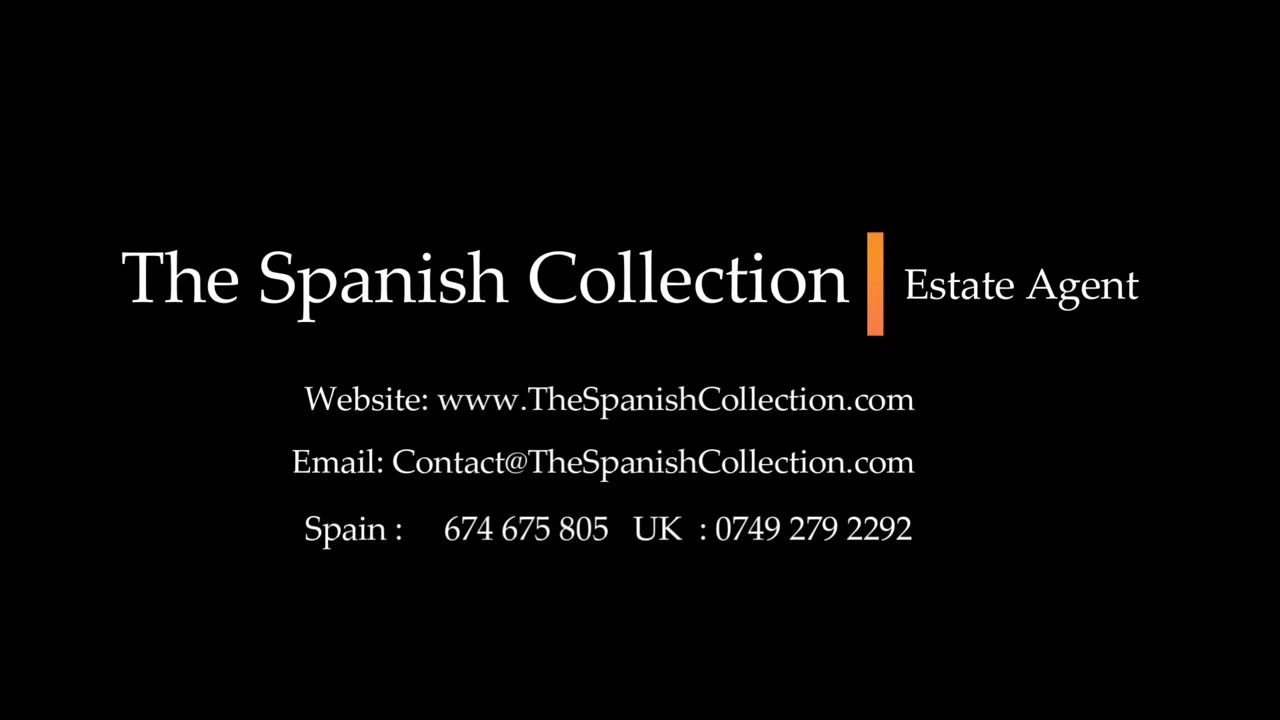 The Spanish Collection Estate Agent
Website: www.TheSpanishCollection.com
Email: Contact@TheSpanishCollection.com
Spain : 674 675 805 UK : 0749 279 2292